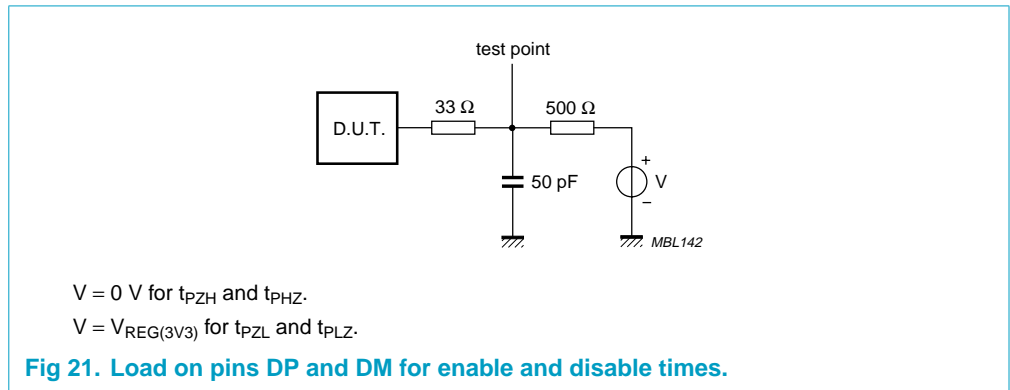 test point
33 Ω
500 Ω
D.U.T.
50 pF
+
V
−
MBL142
V = 0 V for tPZH and tPHZ.
V = VREG(3V3) for tPZL and tPLZ.
Fig 21. Load on pins DP and DM for enable and disable times.